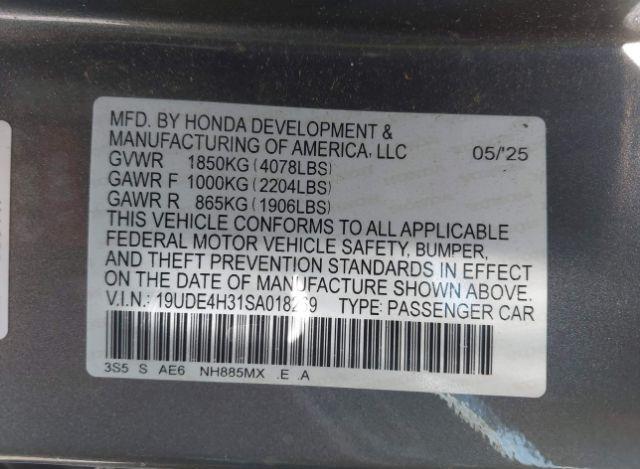 MFD. BY HONDA DEVELOPMENT &
MANUFACTURING OF AMERICA, LLC 05/'25
GVWR 1850KG (4078LBS)
GAWR F 1000KG (2204LBS)
GAWR R 865KG (1906LBS)
THIS VEHICLE CONFORMS TO ALL APPLICABLE
FEDERAL MOTOR VEHICLE SAFETY, BUMPER,
AND THEFT PREVENTION STANDARDS IN EFFECT
ON THE DATE OF MANUFACTURE SHOWN ABOVE.
V.I.N.: TYPE: PASSENGER CAR
3S5 S AE6 NH885MX .E .A